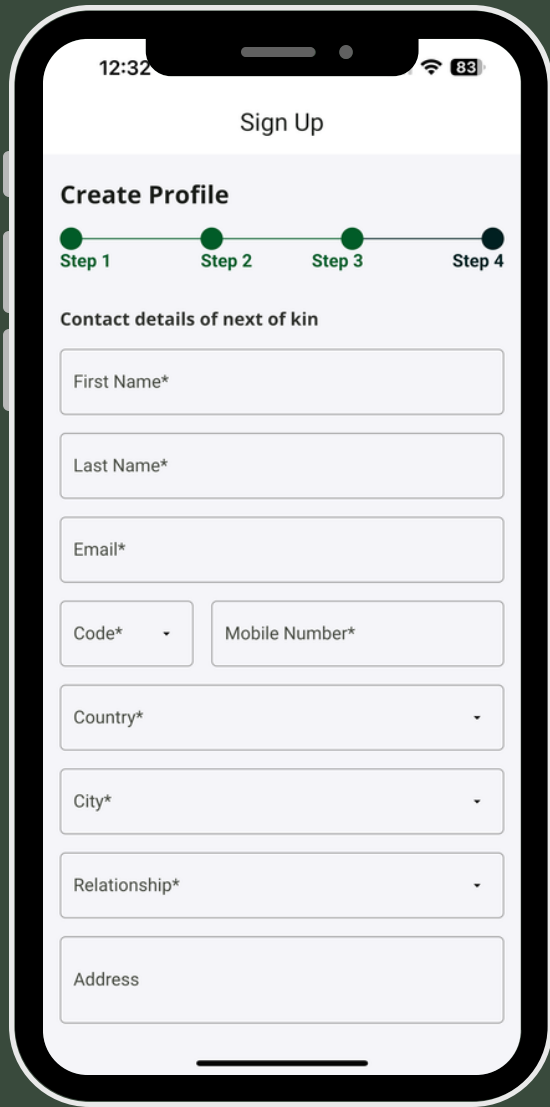 12:32
83
Sign Up
Create Profile
Step 1 Step 2 Step 3 Step 4
Contact details of next of kin
First Name*
Last Name*
Email*
Code* Mobile Number*
Country*
City*
Relationship*
Address